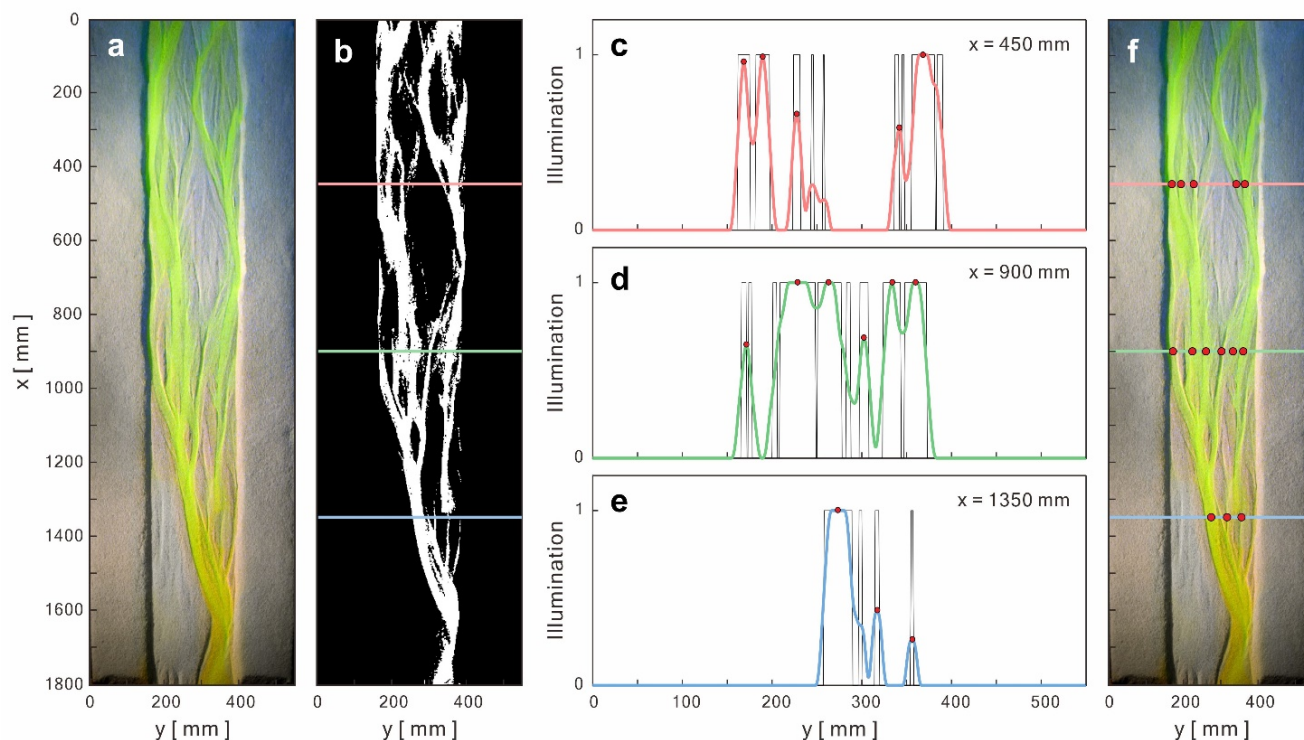 a
b
c
d
e
f
0
200
400
600
800
1000
1200
1400
1600
1800
x [ mm ]
0 200 400
y [ mm ]
0 200 400
y [ mm ]
x = 450 mm
1
0
Illumination
x = 900 mm
1
0
Illumination
x = 1350 mm
1
0
Illumination
0 100 200 300 400 500
y [ mm ]
0 200 400
y [ mm ]